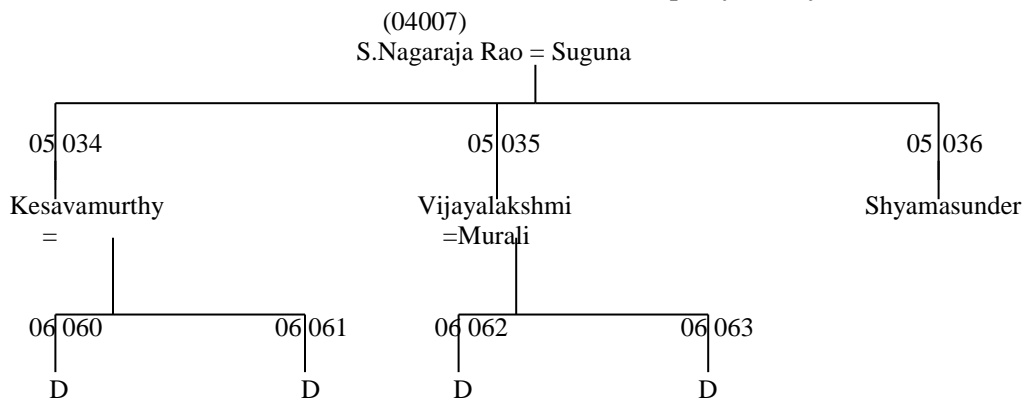 (04007)
S.Nagaraja Rao = Suguna
05 034 05 035 05 036
Kesavamurthy Vijayalakshmi Shyamasunder
= =Murali
06 060 06 061 06 062 06 063
D D D D